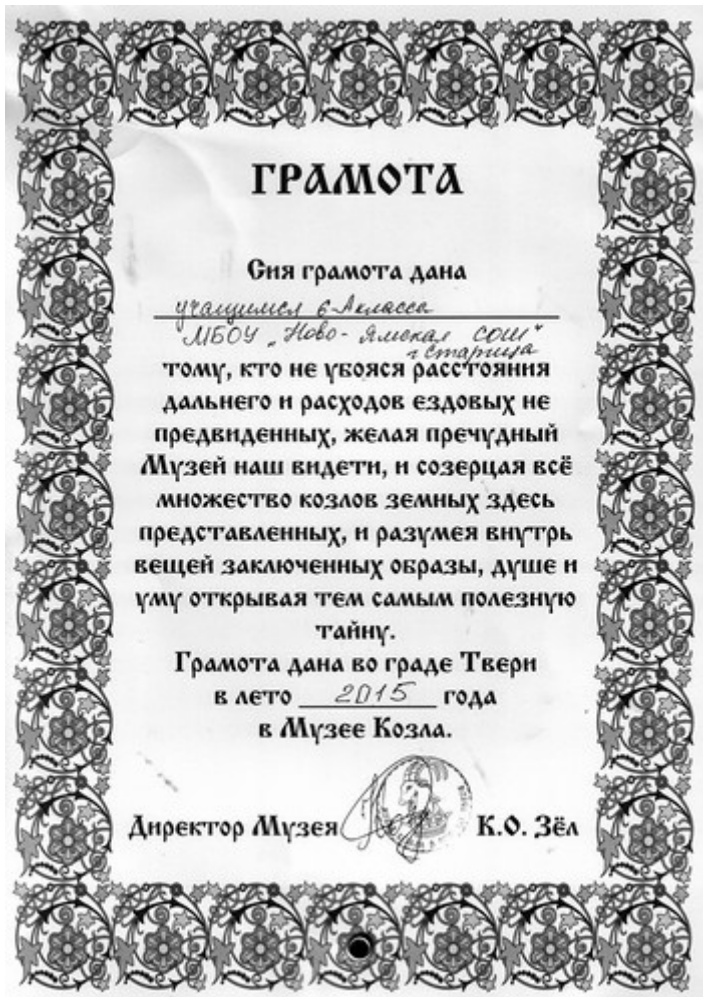 ГРАМОТА
Сия грамота дана
учащимся 6-А класса
МБОУ „Ново-Ямская СОШ"
г Старица
тому, кто не убояся расстояния
дальнего и расходов ездовых не
предвиденных, желая пречудный
Музей наш видети, и созерцая всё
множество козлов земных здесь
представленных, и разумея внутрь
вещей заключенных образы, душе и
уму открывая тем самым полезную
тайну.
Грамота дана во граде Твери
в лето 2015 года
в Музее Козла.
Директор Музея К.О. Зёл